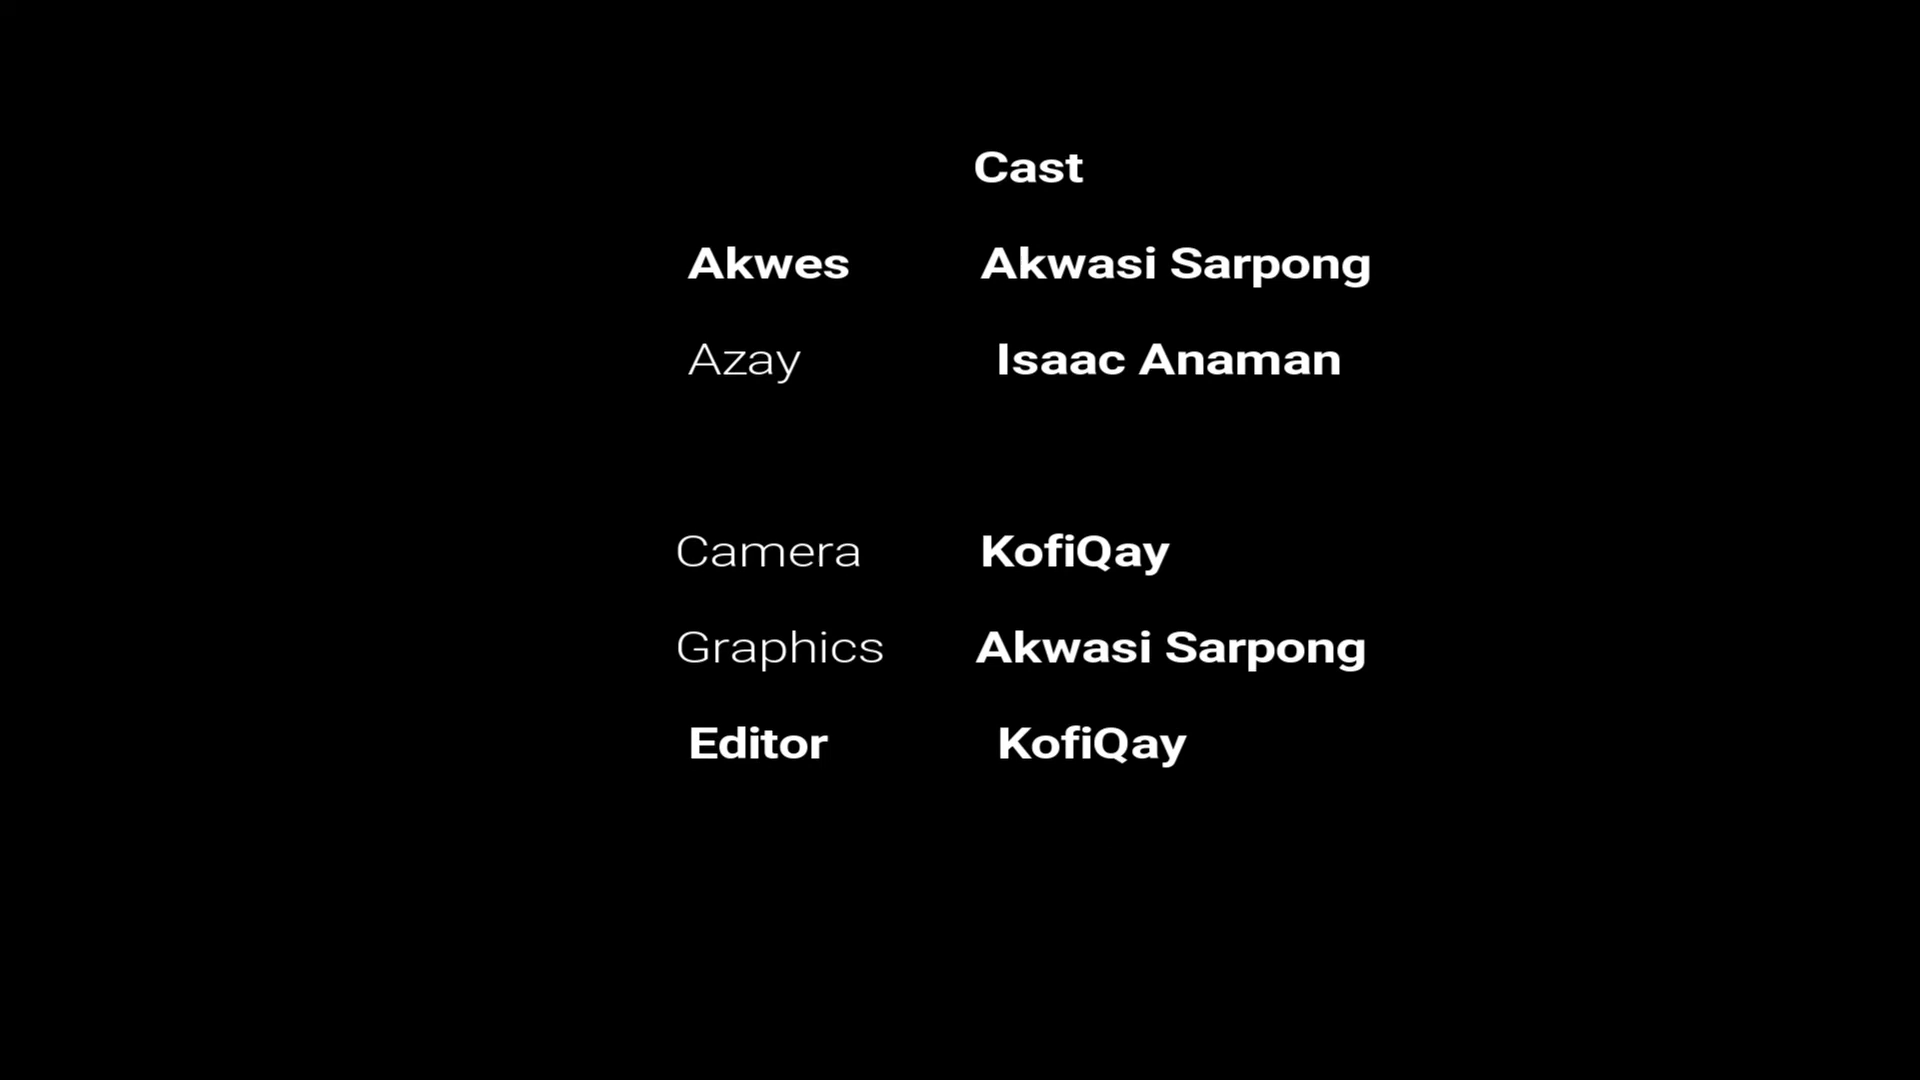 Cast
Akwes Akwasi Sarpong
Azay Isaac Anaman
Camera KofiQay
Graphics Akwasi Sarpong
Editor KofiQay